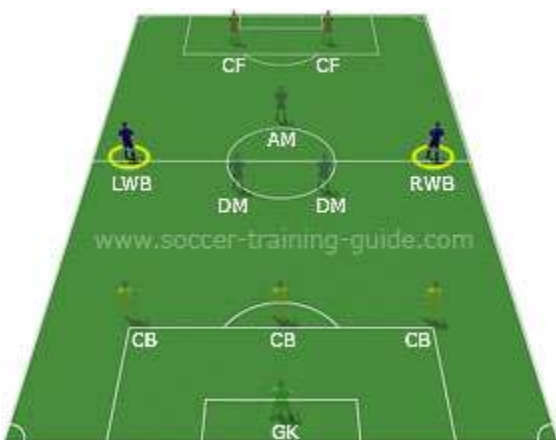 CF CF
AM
LWB RWB
DM DM
www.soccer-training-guide.com
CB CB CB
GK